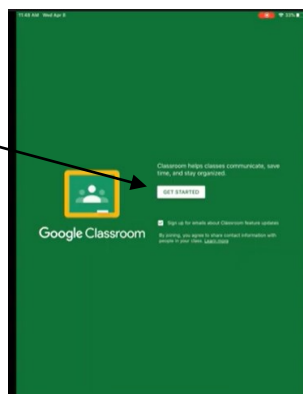 11:45 AM Wed Apr 8
33%
Classroom helps classes communicate, save
time, and stay organized.
GET STARTED
Google Classroom
Sign up for emails about Classroom feature updates
By joining, you agree to share contact information with
people in your class. Learn more